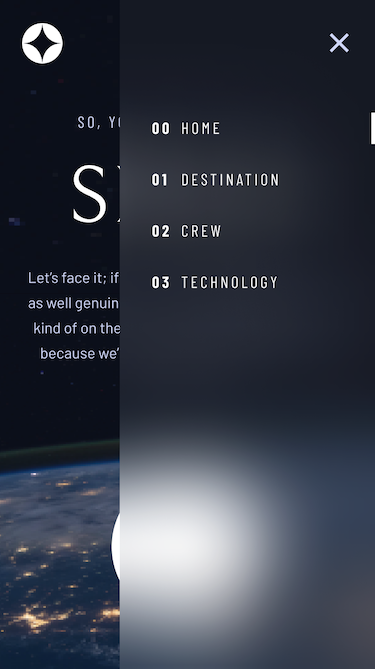 SO, YO
00 HOME
01 DESTINATION
S
02 CREW
Let's face it; if
03 TECHNOLOGY
as well genuin
kind of on the
because we'